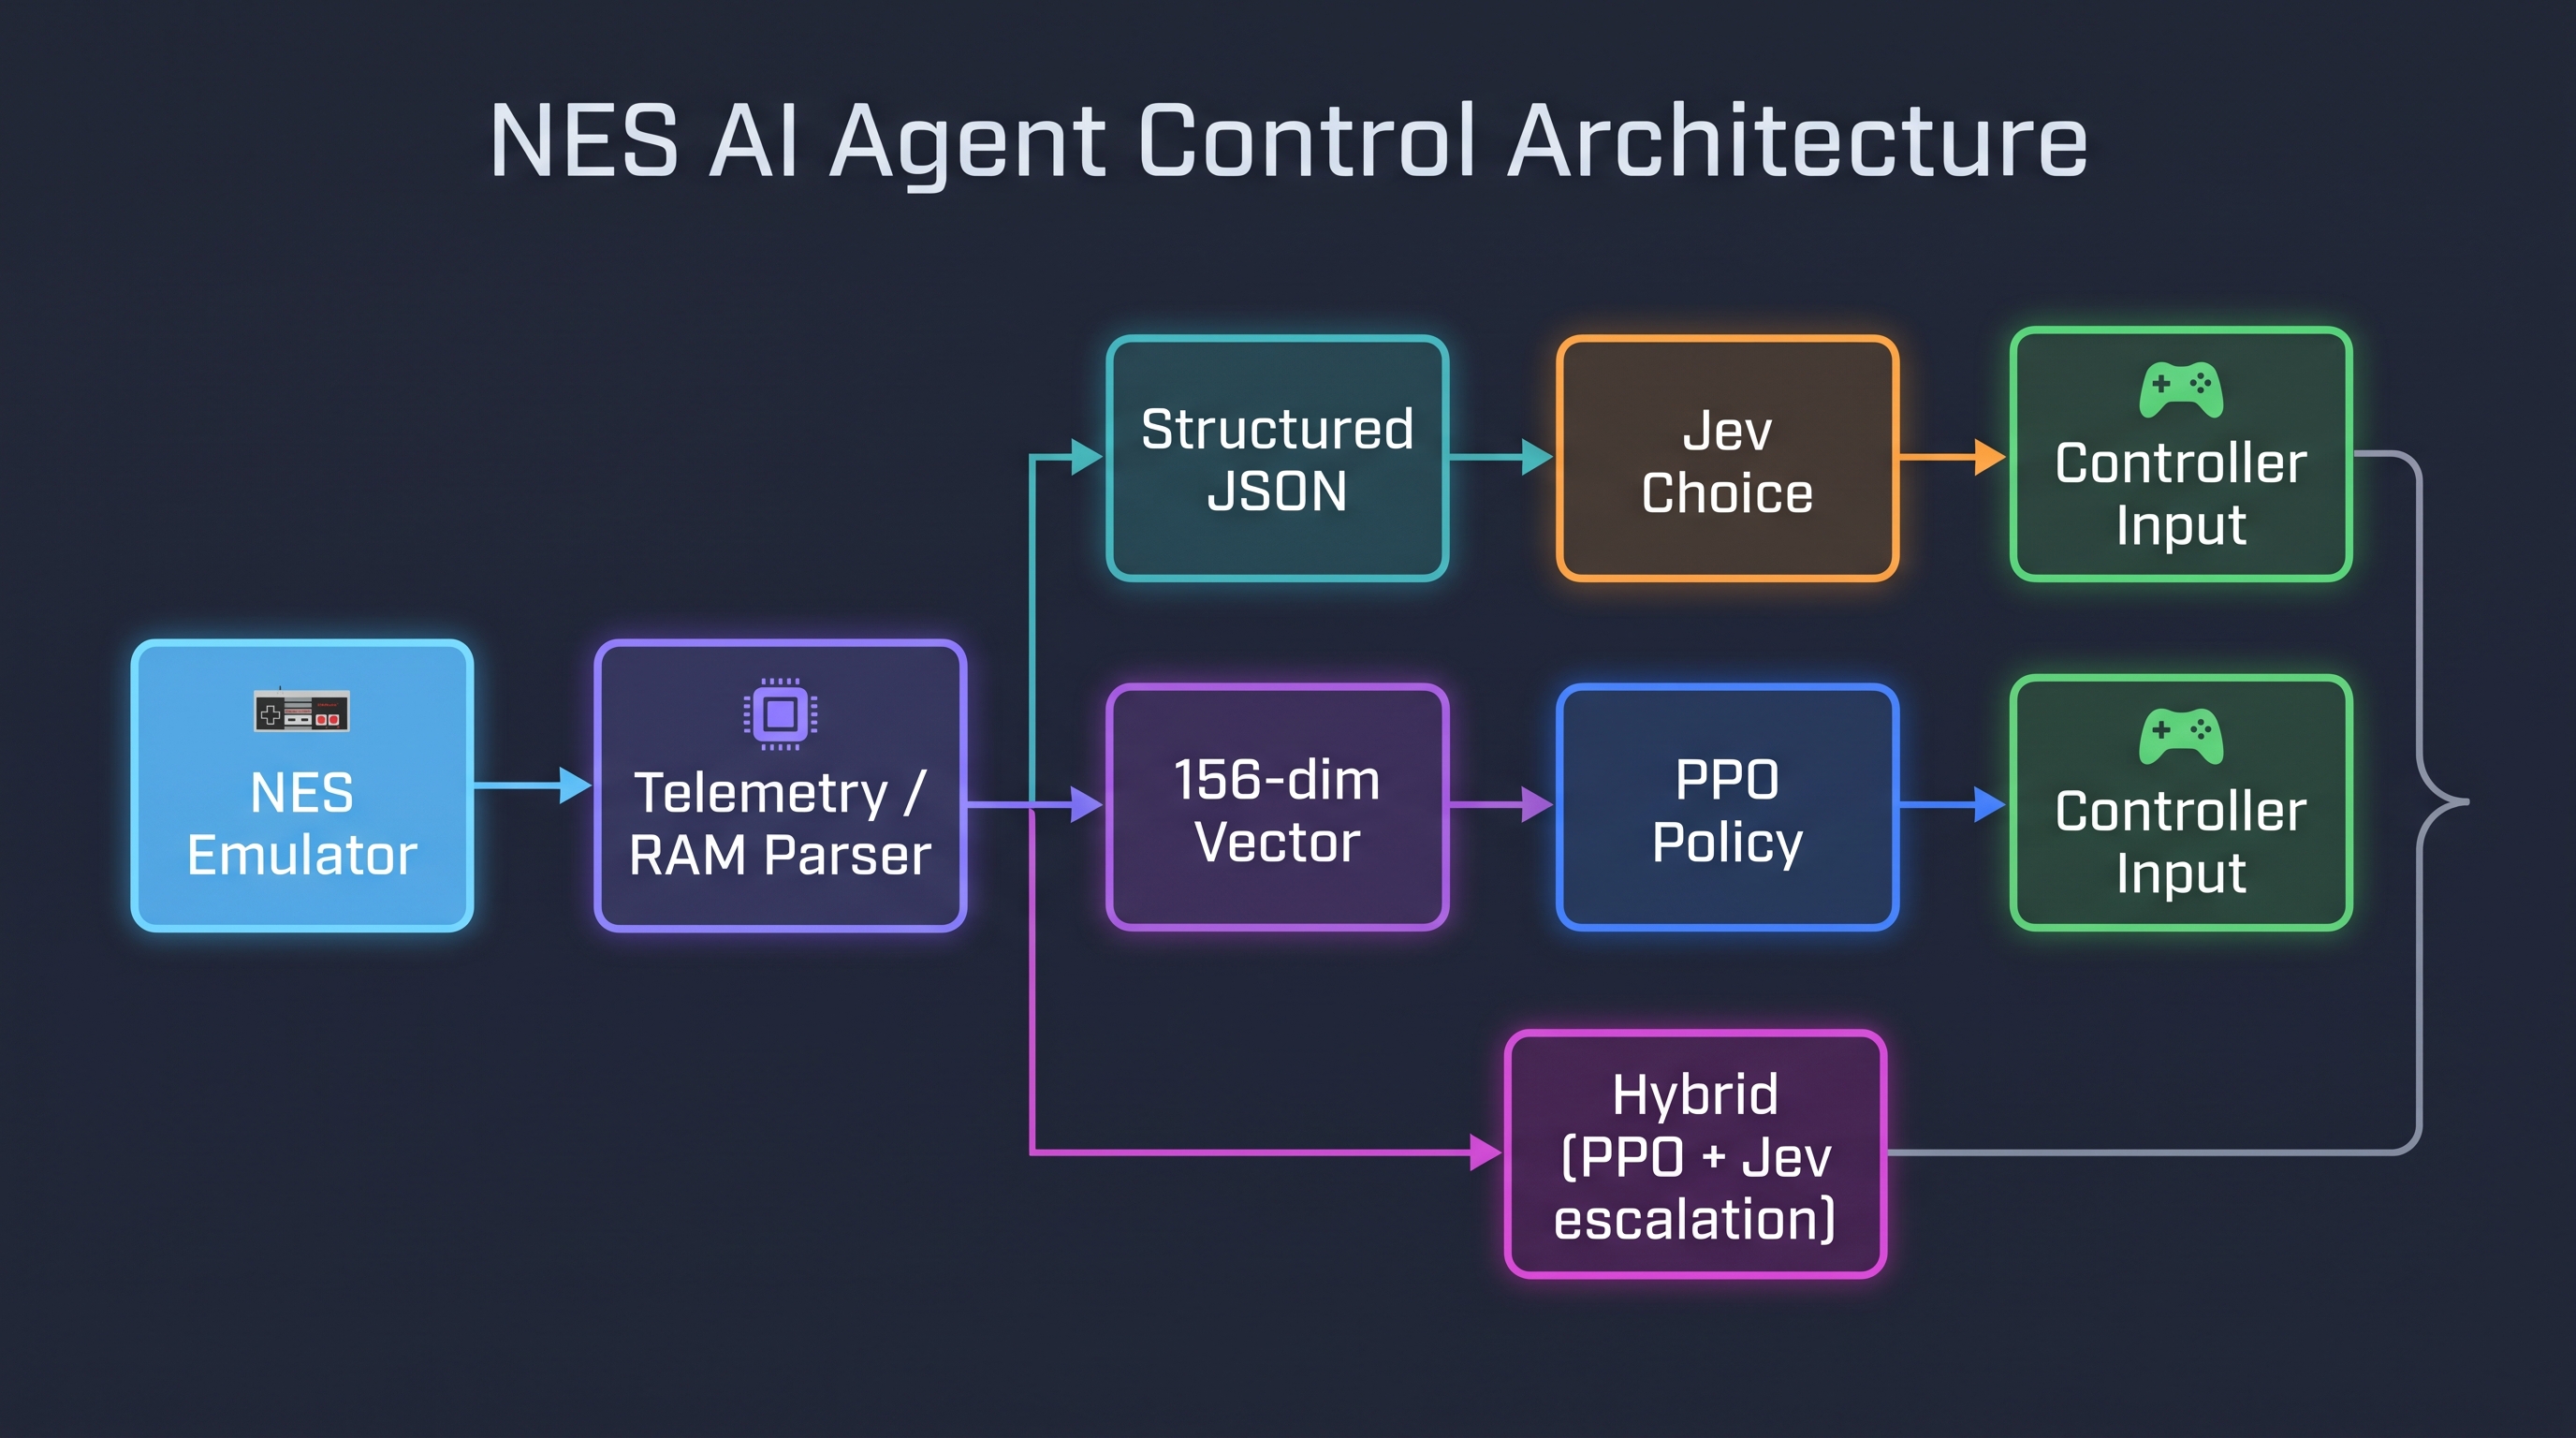 NES AI Agent Control Architecture
Structured
JSON
Jev
Choice
Controller
Input
NES
Emulator
Telemetry /
RAM Parser
156-dim
Vector
PPO
Policy
Controller
Input
Hybrid
(PPO + Jev
escalation)